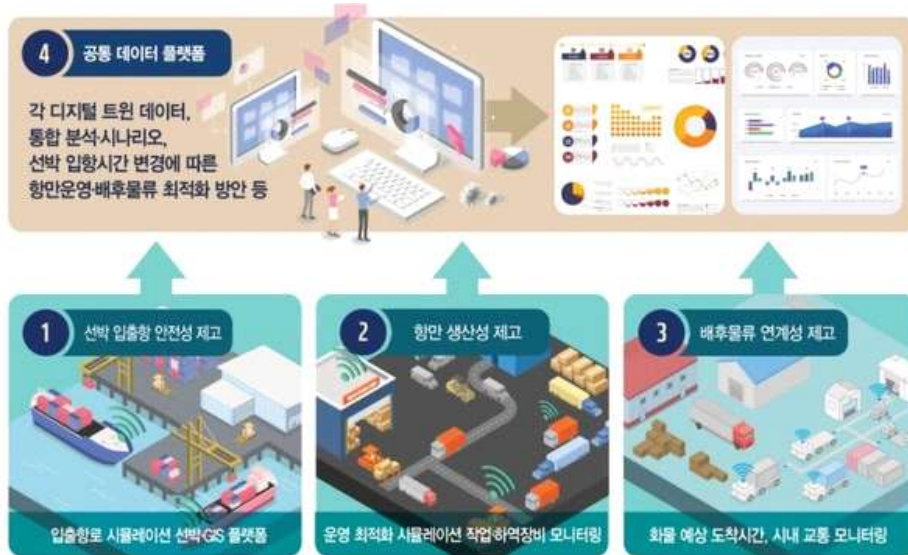 4 공통 데이터 플랫폼
각 디지털 트윈 데이터,
통합 분석·시나리오,
선박 입항시간 변경에 따른
항만운영·배후물류 최적화 방안 등
1 선박 입출항 안전성 제고
2 항만 생산성 제고
3 배후물류 연계성 제고
입출항로 시뮬레이션 선박·GIS 플랫폼
운영 최적화 시뮬레이션 작업·하역장비 모니터링
화물 예상 도착시간, 시내 교통 모니터링